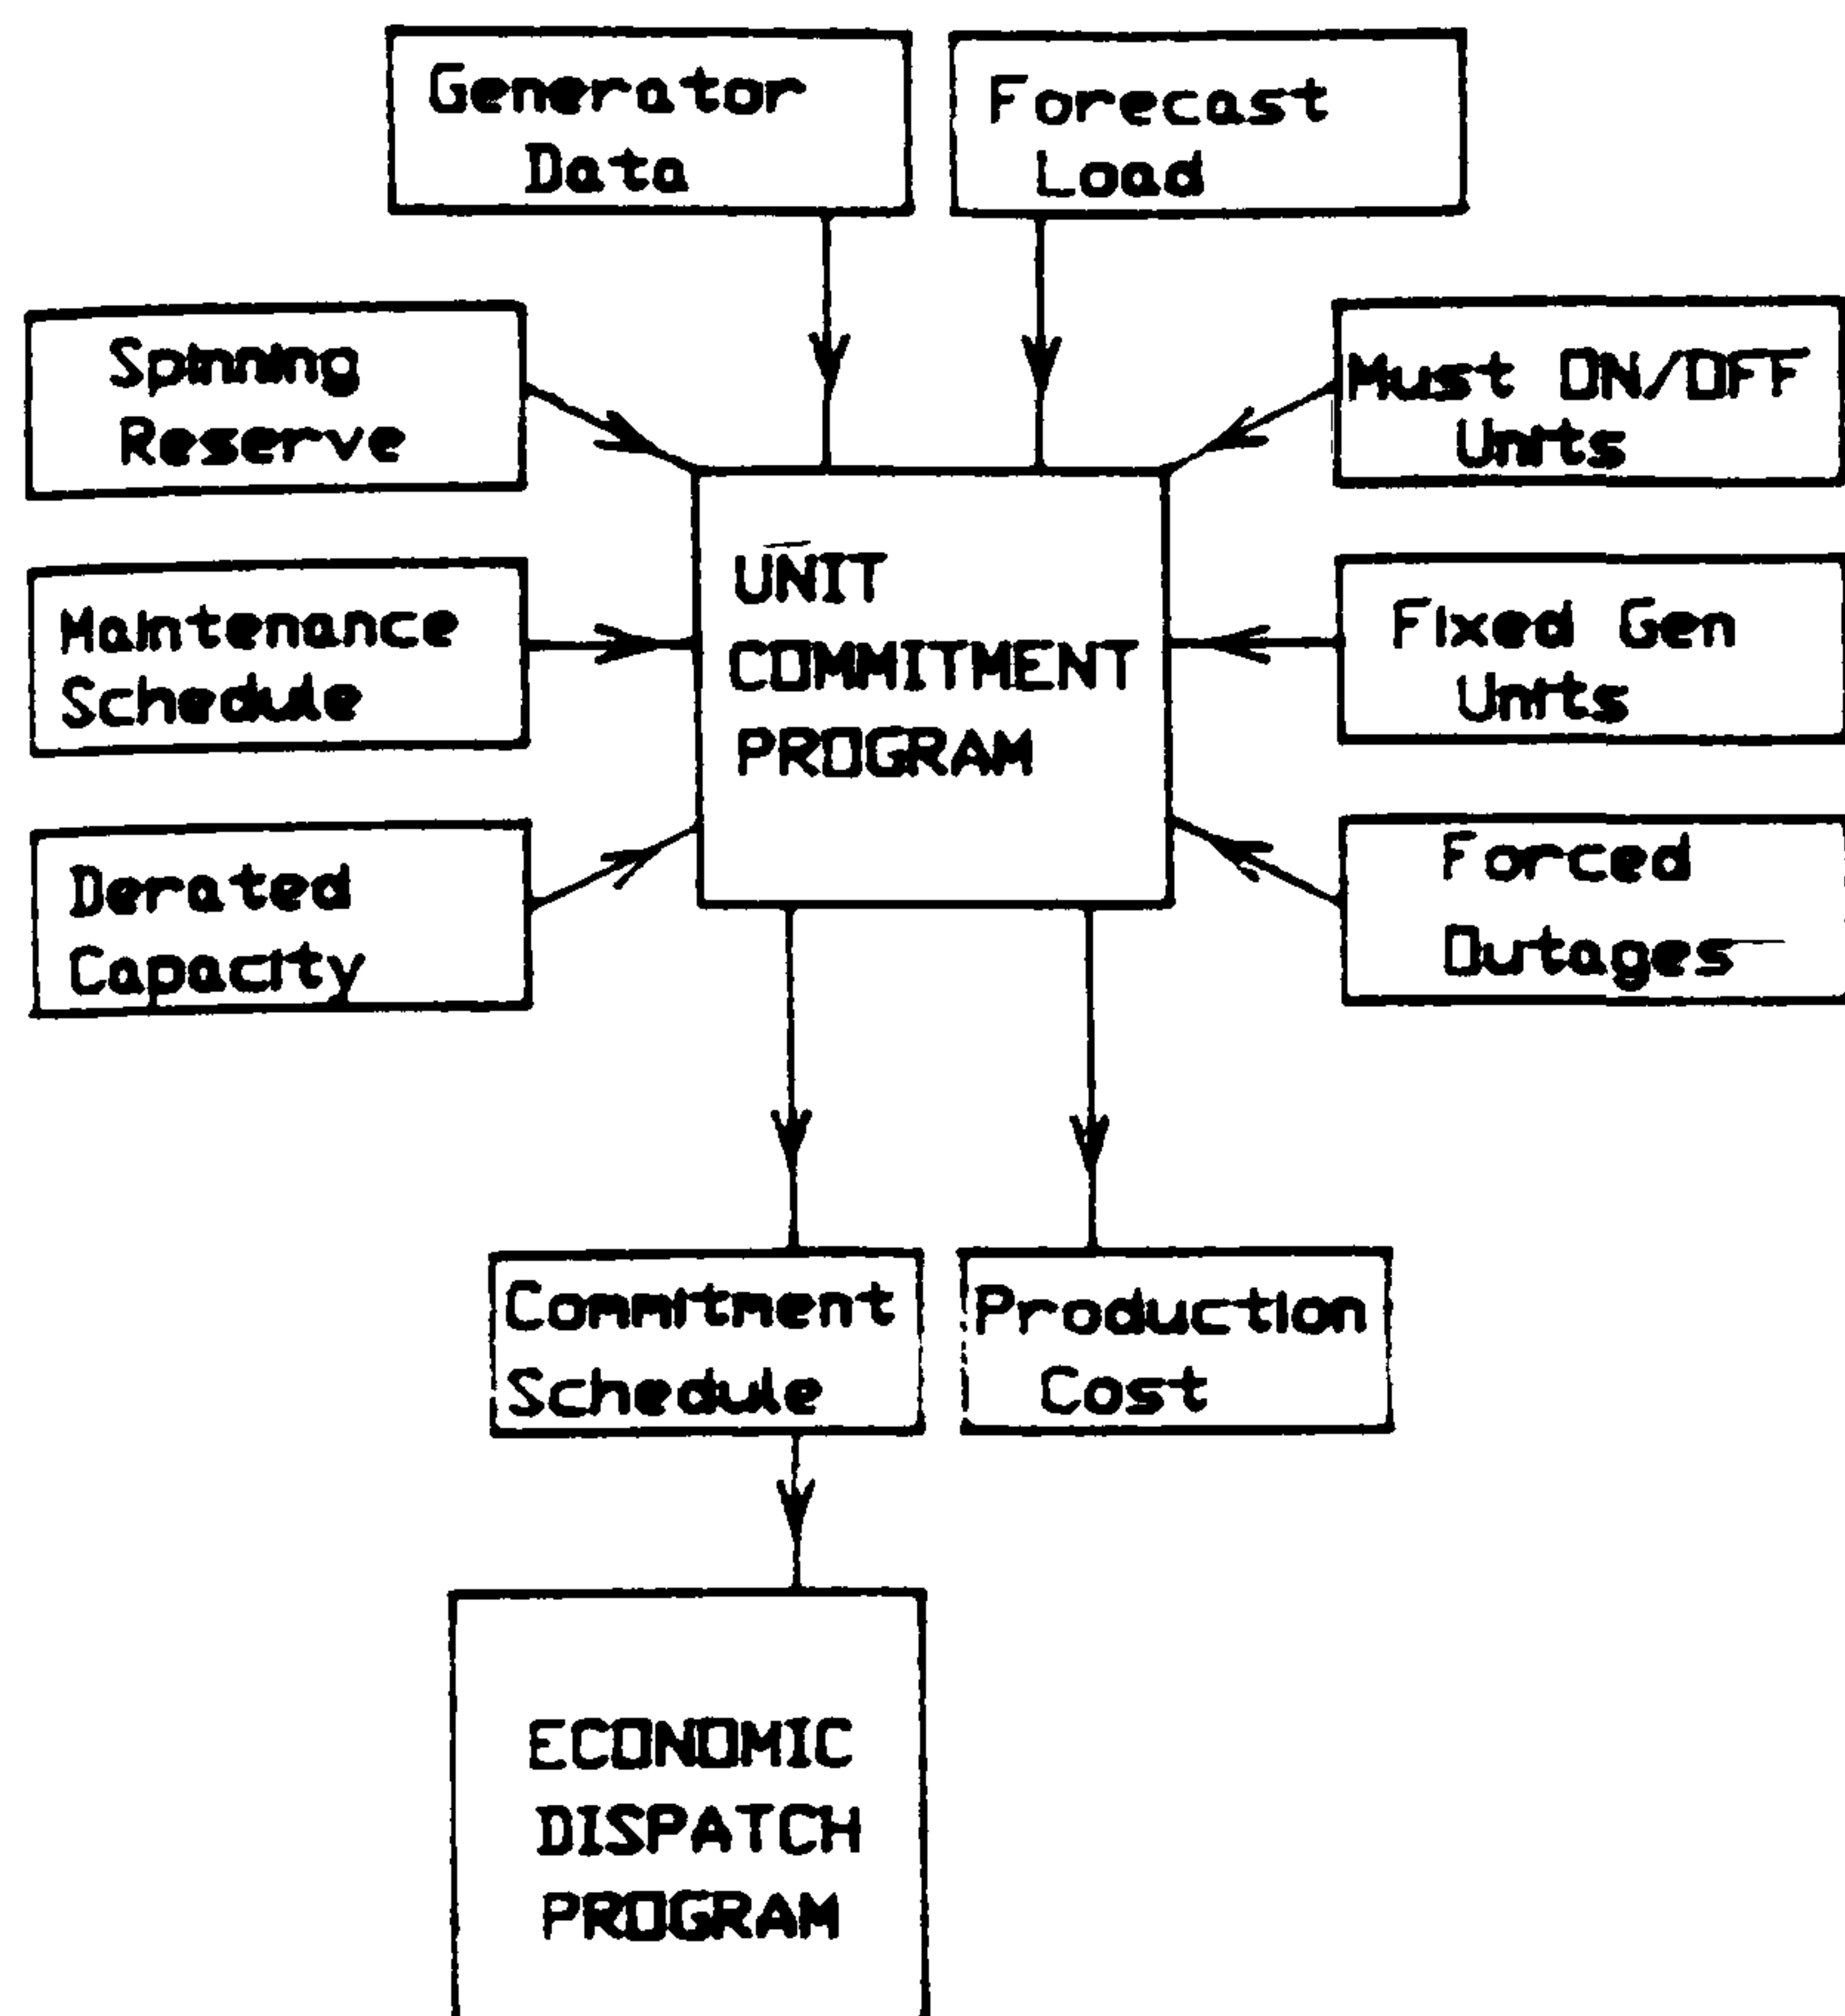 Generator
Data
Forecast
Load
Spinning
Reserve
Must ON/OFF
Units
Maintenance
Schedule
UNIT
COMMITMENT
PROGRAM
Fixed Gen
Units
Derated
Capacity
Forced
Outages
Commitment
Schedule
Production
Cost
ECONOMIC
DISPATCH
PROGRAM